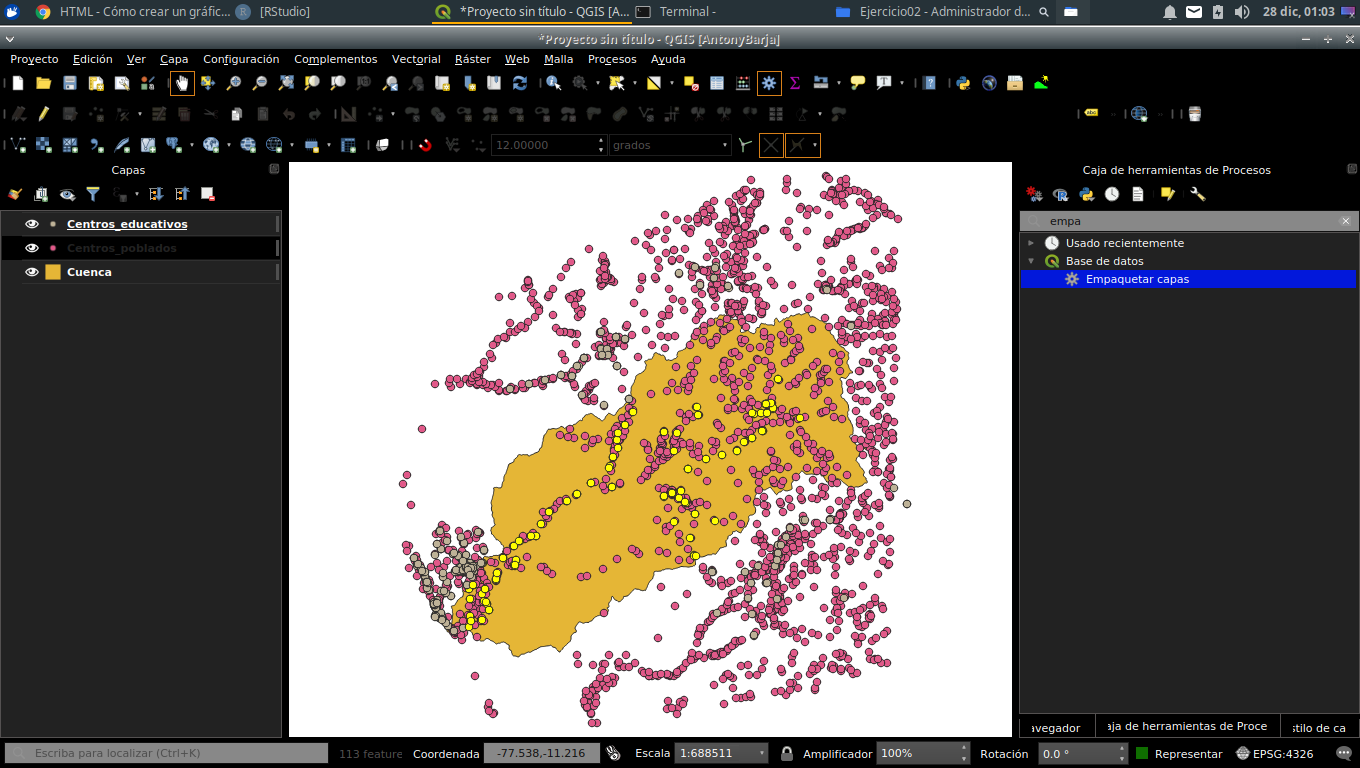 HTML - Cómo crear un gráfic... [RStudio] *Proyecto sin título - QGIS [A... Terminal - Ejercicio02 - Administrador d... 28 dic, 01:03
*Proyecto sin título - QGIS [AntonyBarja]
Proyecto Edición Ver Capa Configuración Complementos Vectorial Ráster Web Malla Procesos Ayuda
12.00000 grados
Capas
Centros_educativos
Centros_poblados
Cuenca
Caja de herramientas de Procesos
empa
Usado recientemente
Base de datos
Empaquetar capas
avegador aja de herramientas de Proce stilo de ca
Escriba para localizar (Ctrl+K) 113 feature Coordenada -77.538,-11.216 Escala 1:688511 Amplificador 100% Rotación 0.0 ° Representar EPSG:4326